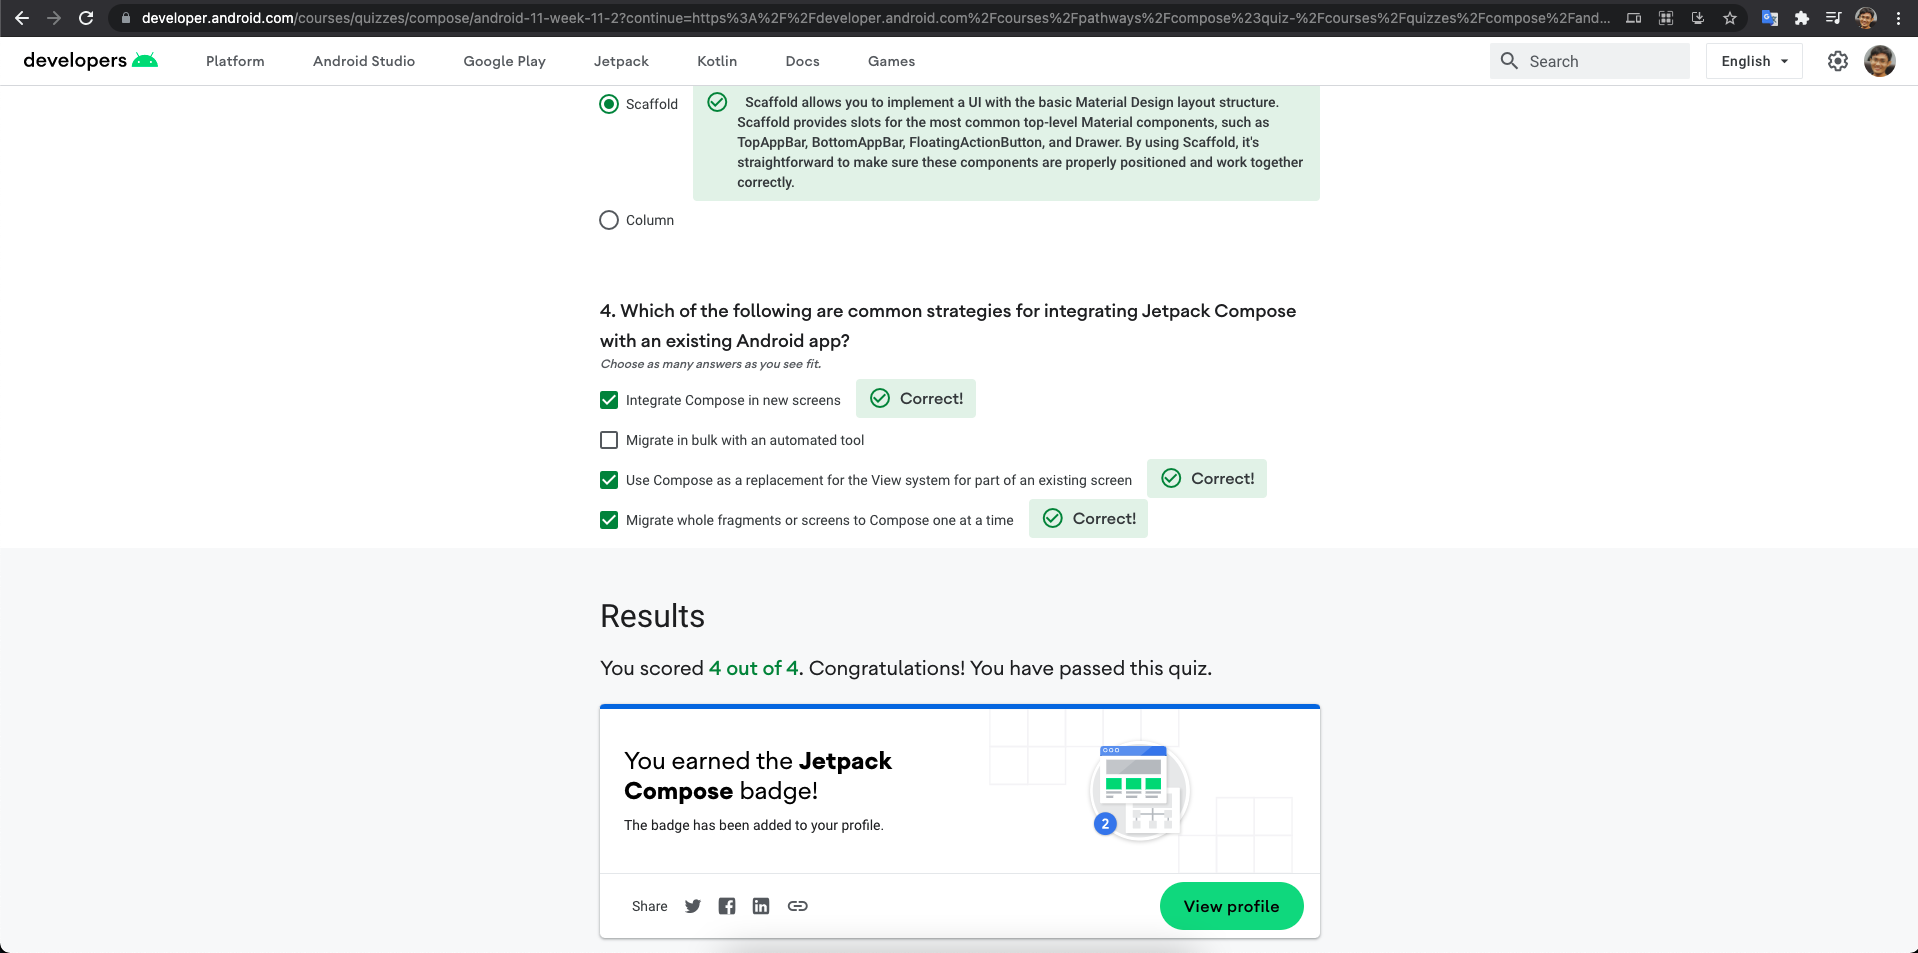 developer.android.com/courses/quizzes/compose/android-11-week-11-2?continue=https%3A%2F%2Fdeveloper.android.com%2Fcourses%2Fpathways%2Fcompose%23quiz-%2Fcourses%2Fquizzes%2Fcompose%2Fand...
developers
Platform
Android Studio
Google Play
Jetpack
Kotlin
Docs
Games
Search
English
Scaffold
Scaffold allows you to implement a UI with the basic Material Design layout structure.
Scaffold provides slots for the most common top-level Material components, such as
TopAppBar, BottomAppBar, FloatingActionButton, and Drawer. By using Scaffold, it's
straightforward to make sure these components are properly positioned and work together
correctly.
Column
4. Which of the following are common strategies for integrating Jetpack Compose
with an existing Android app?
Choose as many answers as you see fit.
Integrate Compose in new screens
Correct!
Migrate in bulk with an automated tool
Use Compose as a replacement for the View system for part of an existing screen
Correct!
Migrate whole fragments or screens to Compose one at a time
Correct!
Results
You scored 4 out of 4. Congratulations! You have passed this quiz.
You earned the Jetpack
Compose badge!
The badge has been added to your profile.
2
Share
View profile